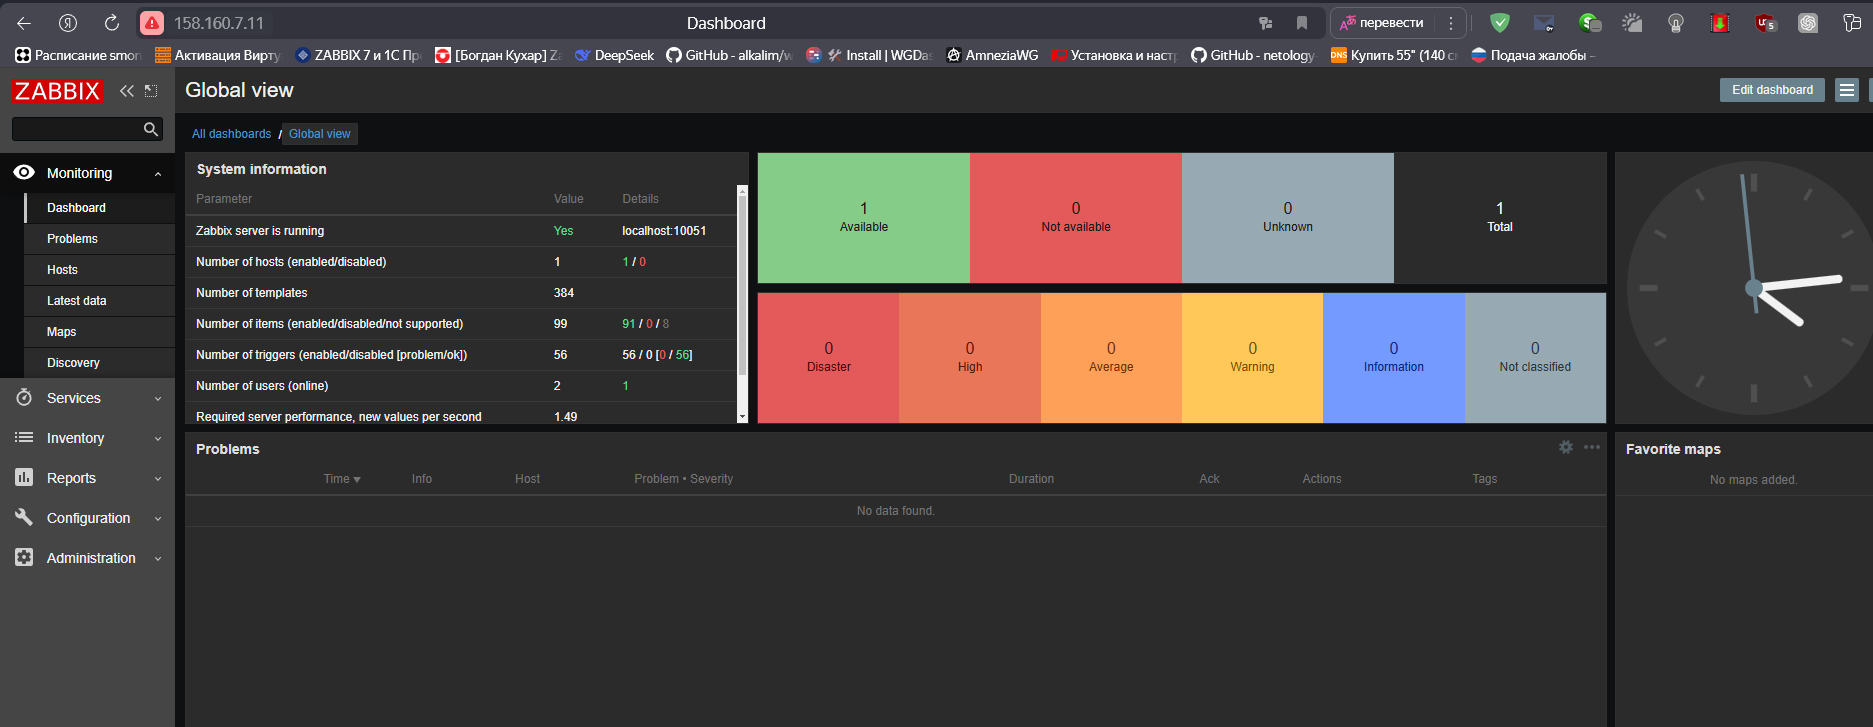 Я
158.160.7.11
Dashboard
перевести
Расписание smon
Активация Вирту
ZABBIX 7 и 1С Пр
[Богдан Кухар] Za
DeepSeek
GitHub - alkalim/w
Install | WGDas
AmneziaWG
Установка и настр
GitHub - netology-
DNS
Купить 55" (140 с
Подача жалобы -
ZABBIX
Global view
Edit dashboard
All dashboards / Global view
Monitoring
Dashboard
Problems
Hosts
Latest data
Maps
Discovery
Services
Inventory
Reports
Configuration
Administration
System information
Parameter Value Details
Zabbix server is running Yes localhost:10051
Number of hosts (enabled/disabled) 1 1 / 0
Number of templates 384
Number of items (enabled/disabled/not supported) 99 91 / 0 / 8
Number of triggers (enabled/disabled [problem/ok]) 56 56 / 0 [0 / 56]
Number of users (online) 2 1
Required server performance, new values per second 1.49
1 0 0 1
Available Not available Unknown Total
0 0 0 0 0 0
Disaster High Average Warning Information Not classified
Problems
Time Info Host Problem • Severity Duration Ack Actions Tags
No data found.
Favorite maps
No maps added.